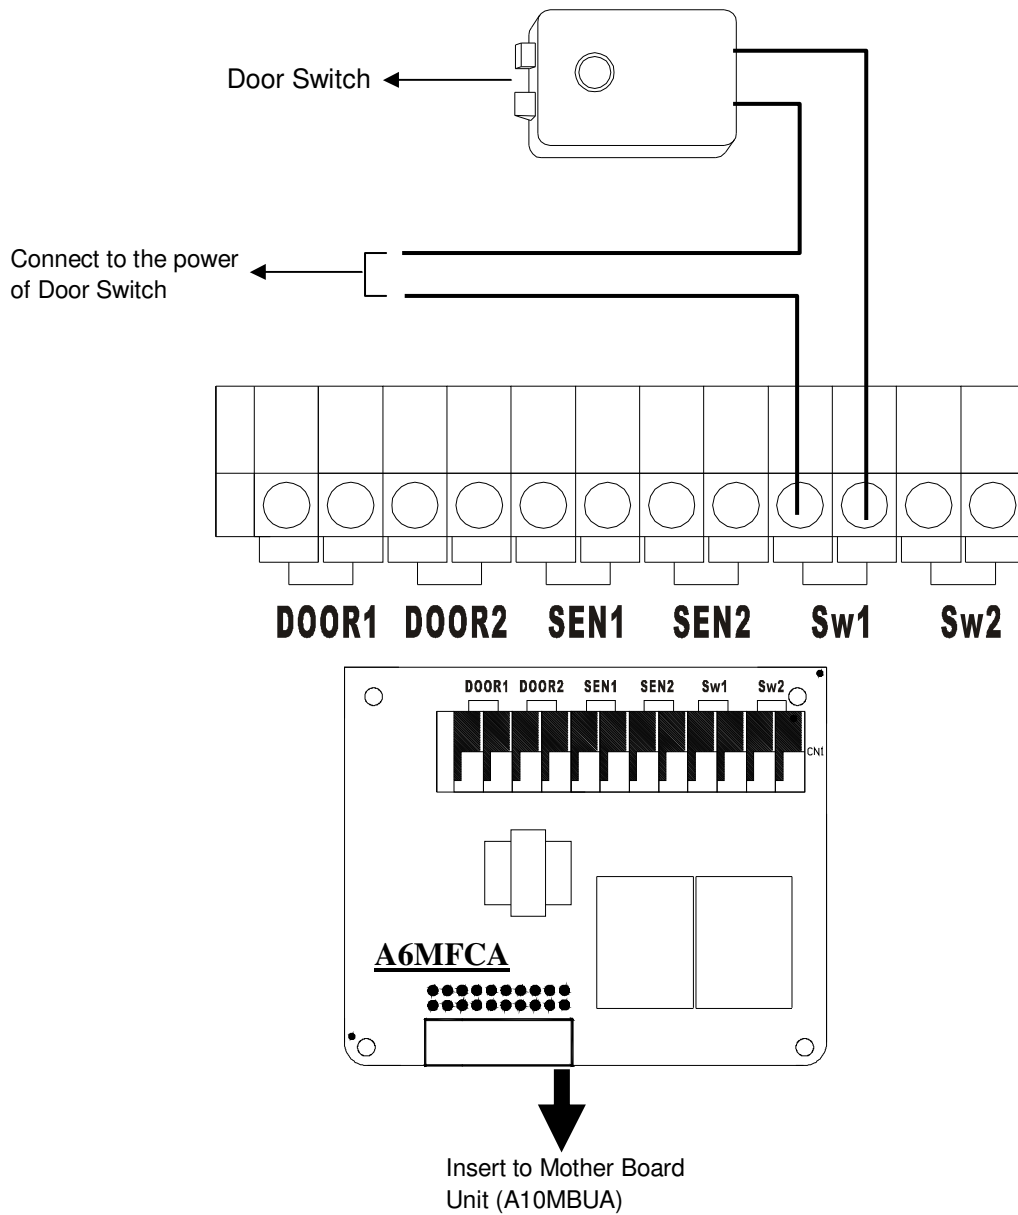 Door Switch
Connect to the power
of Door Switch
DOOR1 DOOR2 SEN1 SEN2 Sw1 Sw2
DOOR1 DOOR2 SEN1 SEN2 Sw1 Sw2
CN1
A6MFCA
Insert to Mother Board
Unit (A10MBUA)